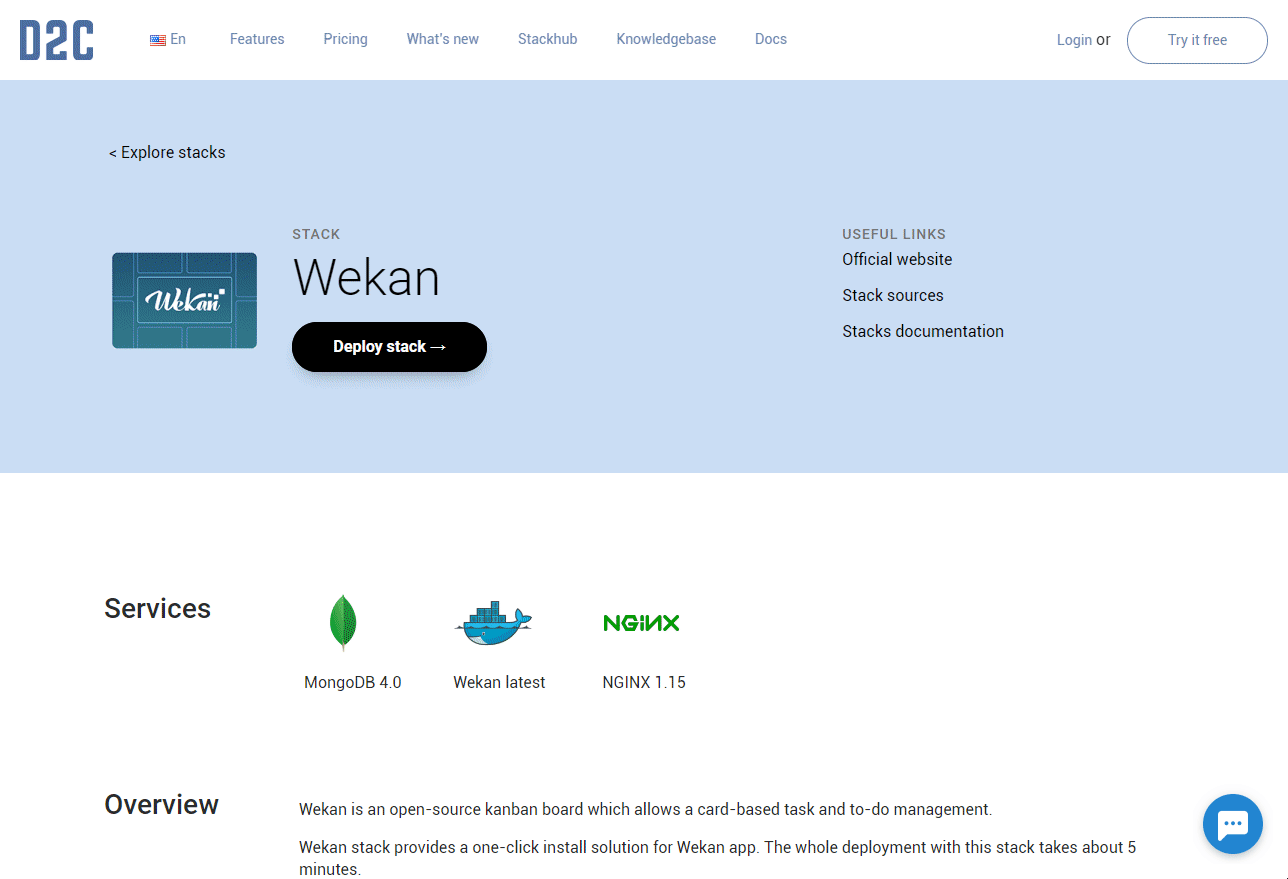 D2C
En
Features
Pricing
What's new
Stackhub
Knowledgebase
Docs
Login or
Try it free
< Explore stacks
STACK
Wekan
Wekan
Deploy stack →
USEFUL LINKS
Official website
Stack sources
Stacks documentation
Services
NGiNX
MongoDB 4.0
Wekan latest
NGINX 1.15
Overview
Wekan is an open-source kanban board which allows a card-based task and to-do management.
Wekan stack provides a one-click install solution for Wekan app. The whole deployment with this stack takes about 5
minutes.